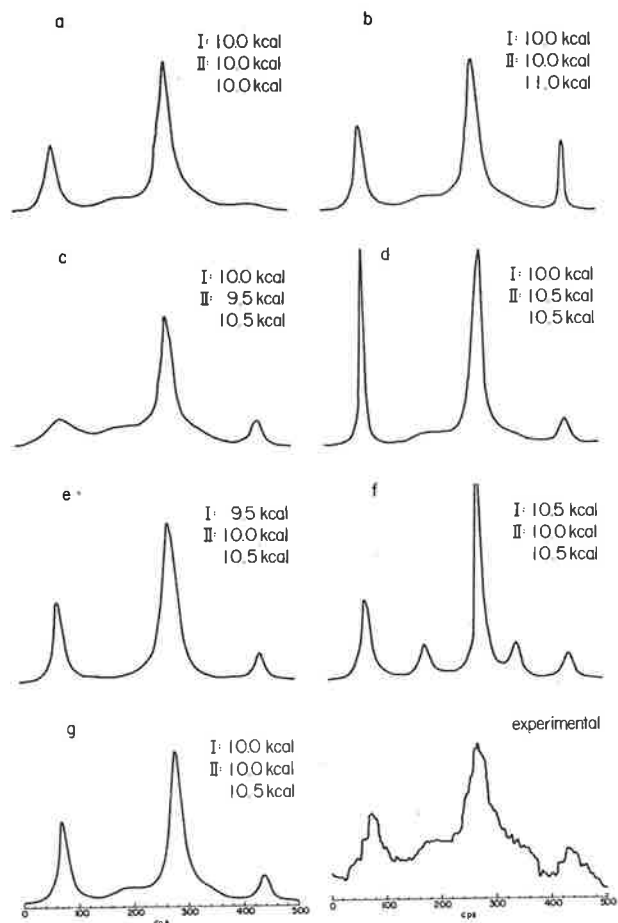 a
I: 10.0 kcal
II: 10.0 kcal
10.0 kcal
b
I: 10.0
II: 10.0 kcal
11.0 kcal
c
I: 10.0 kcal
II: 9.5 kcal
10.5 kcal
d
I: 10.0 kcal
II: 10.5 kcal
10.5 kcal
e
I: 9.5 kcal
II: 10.0 kcal
10.5 kcal
f
I: 10.5 kcal
II: 10.0 kcal
10.5 kcal
g
I: 10.0 kcal
II: 10.0 kcal
10.5 kcal
experimental
0 100 200 300 400 500
cps
0 100 200 300 400 500
cps